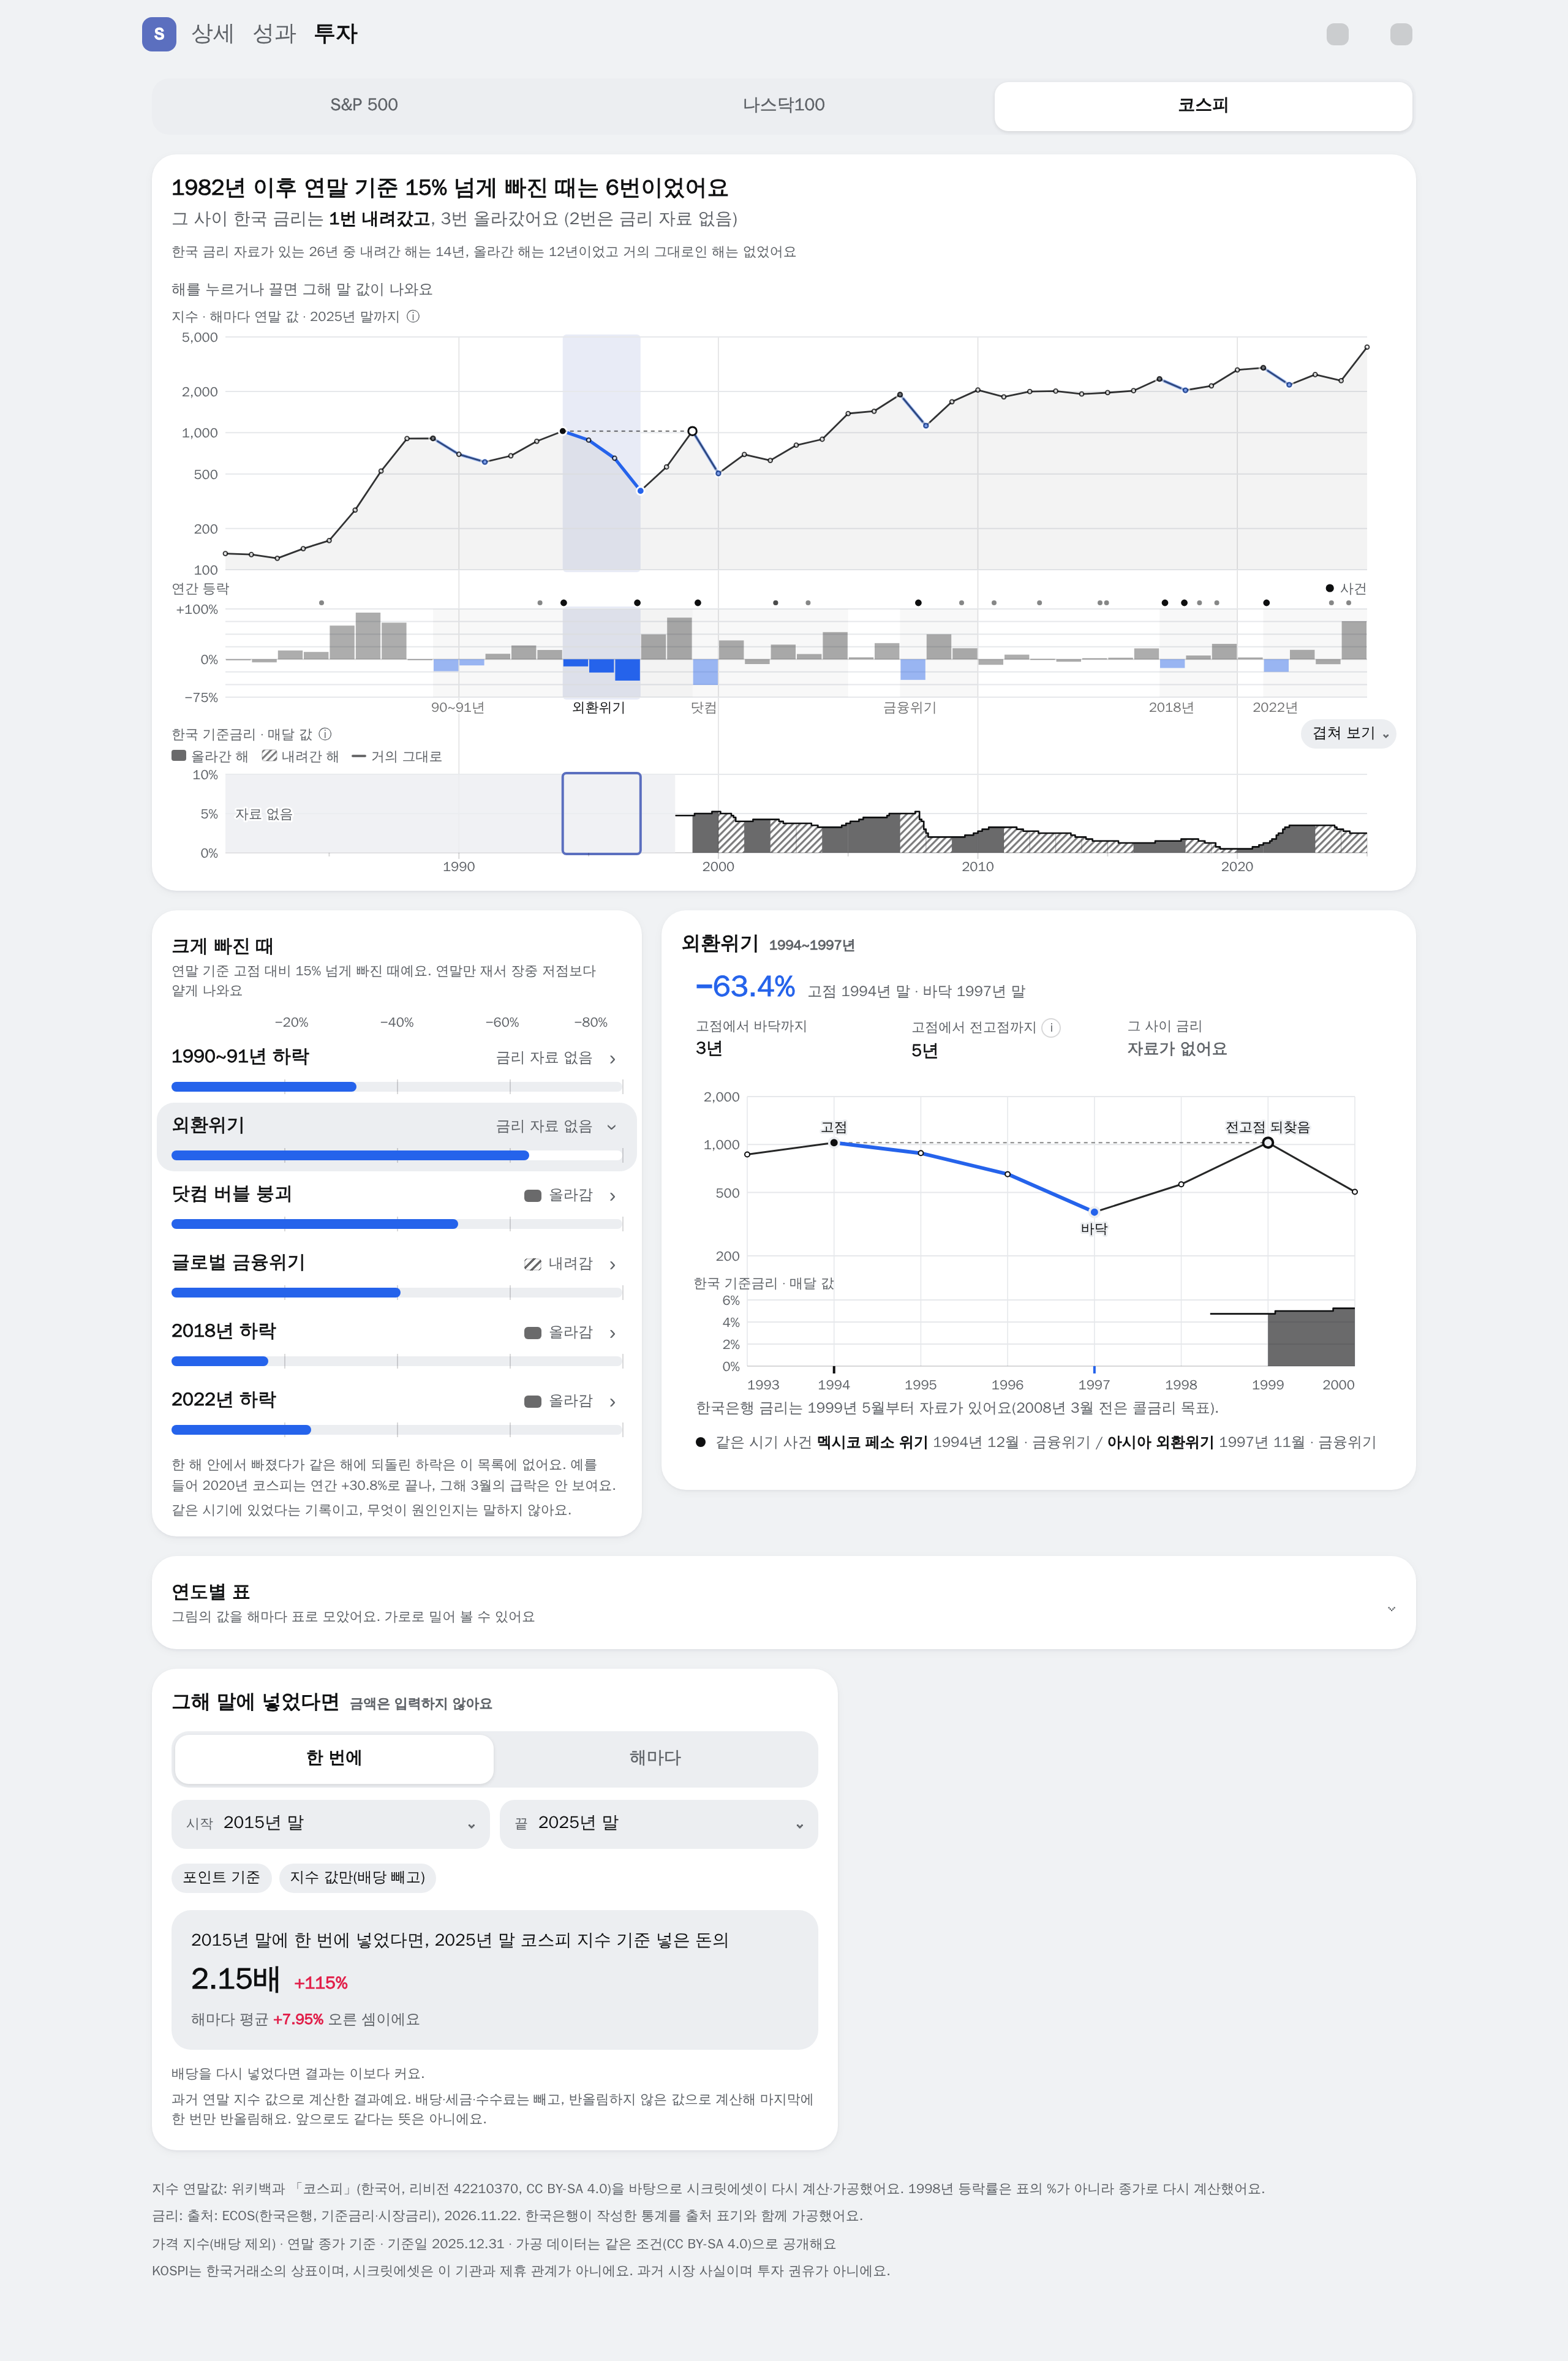 S 상세 성과 투자
S&P 500 나스닥100 코스피
1982년 이후 연말 기준 15% 넘게 빠진 때는 6번이었어요
그 사이 한국 금리는 1번 내려갔고, 3번 올라갔어요 (2번은 금리 자료 없음)
한국 금리 자료가 있는 26년 중 내려간 해는 14년, 올라간 해는 12년이었고 거의 그대로인 해는 없었어요
해를 누르거나 끌면 그해 말 값이 나와요
지수 · 해마다 연말 값 · 2025년 말까지 ⓘ
5,000
2,000
1,000
500
200
100
연간 등락 ● 사건
+100%
0%
−75%
90~91년 외환위기 닷컴 금융위기 2018년 2022년
한국 기준금리 · 매달 값 ⓘ 겹쳐 보기
올라간 해 내려간 해 거의 그대로
10%
5% 자료 없음
0%
1990 2000 2010 2020
크게 빠진 때
연말 기준 고점 대비 15% 넘게 빠진 때예요. 연말만 재서 장중 저점보다
얕게 나와요
−20% −40% −60% −80%
1990~91년 하락 금리 자료 없음
외환위기 금리 자료 없음
닷컴 버블 붕괴 올라감
글로벌 금융위기 내려감
2018년 하락 올라감
2022년 하락 올라감
한 해 안에서 빠졌다가 같은 해에 되돌린 하락은 이 목록에 없어요. 예를
들어 2020년 코스피는 연간 +30.8%로 끝나, 그해 3월의 급락은 안 보여요.
같은 시기에 있었다는 기록이고, 무엇이 원인인지는 말하지 않아요.
외환위기 1994~1997년
−63.4% 고점 1994년 말 · 바닥 1997년 말
고점에서 바닥까지 고점에서 전고점까지 ⓘ 그 사이 금리
3년 5년 자료가 없어요
2,000
고점 전고점 되찾음
1,000
500
바닥
200
한국 기준금리 · 매달 값
6%
4%
2%
0%
1993 1994 1995 1996 1997 1998 1999 2000
한국은행 금리는 1999년 5월부터 자료가 있어요(2008년 3월 전은 콜금리 목표).
● 같은 시기 사건 멕시코 페소 위기 1994년 12월 · 금융위기 / 아시아 외환위기 1997년 11월 · 금융위기
연도별 표
그림의 값을 해마다 표로 모았어요. 가로로 밀어 볼 수 있어요
그해 말에 넣었다면 금액은 입력하지 않아요
한 번에 해마다
시작 2015년 말 끝 2025년 말
포인트 기준 지수 값만(배당 빼고)
2015년 말에 한 번에 넣었다면, 2025년 말 코스피 지수 기준 넣은 돈의
2.15배 +115%
해마다 평균 +7.95% 오른 셈이에요
배당을 다시 넣었다면 결과는 이보다 커요.
과거 연말 지수 값으로 계산한 결과예요. 배당·세금·수수료는 빼고, 반올림하지 않은 값으로 계산해 마지막에
한 번만 반올림해요. 앞으로도 같다는 뜻은 아니에요.
지수 연말값: 위키백과 「코스피」(한국어, 리비전 42210370, CC BY-SA 4.0)을 바탕으로 시크릿에셋이 다시 계산·가공했어요. 1998년 등락률은 표의 %가 아니라 종가로 다시 계산했어요.
금리: 출처: ECOS(한국은행, 기준금리·시장금리), 2026.11.22. 한국은행이 작성한 통계를 출처 표기와 함께 가공했어요.
가격 지수(배당 제외) · 연말 종가 기준 · 기준일 2025.12.31 · 가공 데이터는 같은 조건(CC BY-SA 4.0)으로 공개해요
KOSPI는 한국거래소의 상표이며, 시크릿에셋은 이 기관과 제휴 관계가 아니에요. 과거 시장 사실이며 투자 권유가 아니에요.